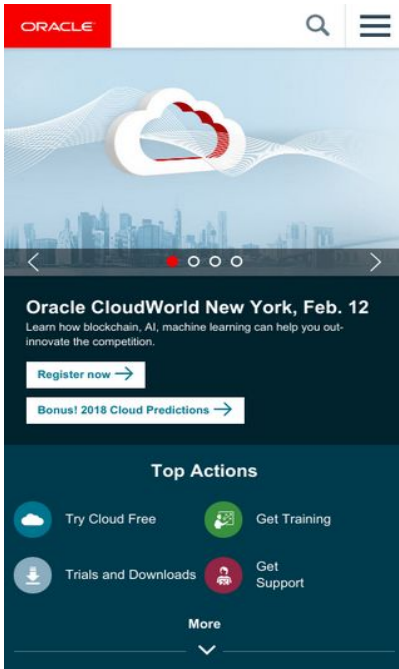 ORACLE
Oracle CloudWorld New York, Feb. 12
Learn how blockchain, AI, machine learning can help you out-
innovate the competition.
Register now
Bonus! 2018 Cloud Predictions
Top Actions
Try Cloud Free
Get Training
Trials and Downloads
Get
Support
More